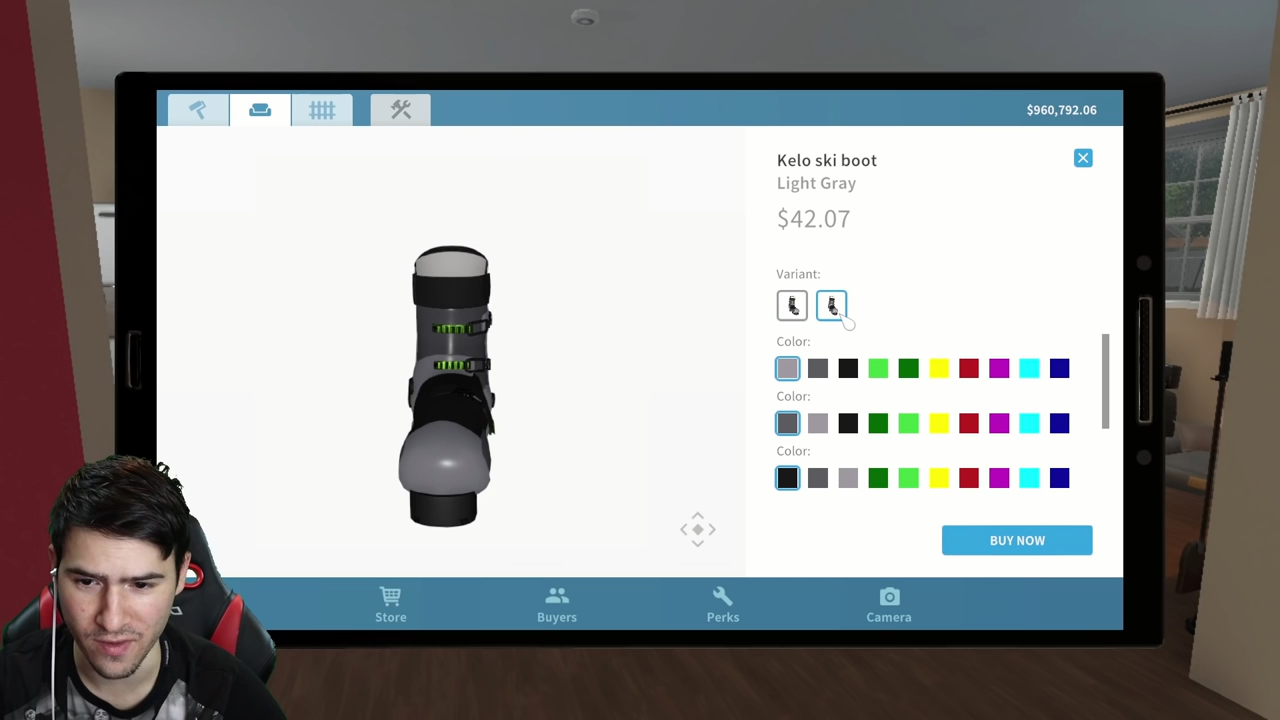 $960,792.06
Kelo ski boot
Light Gray
$42.07
Variant:
Color:
Color:
Color:
BUY NOW
Store
Buyers
Perks
Camera